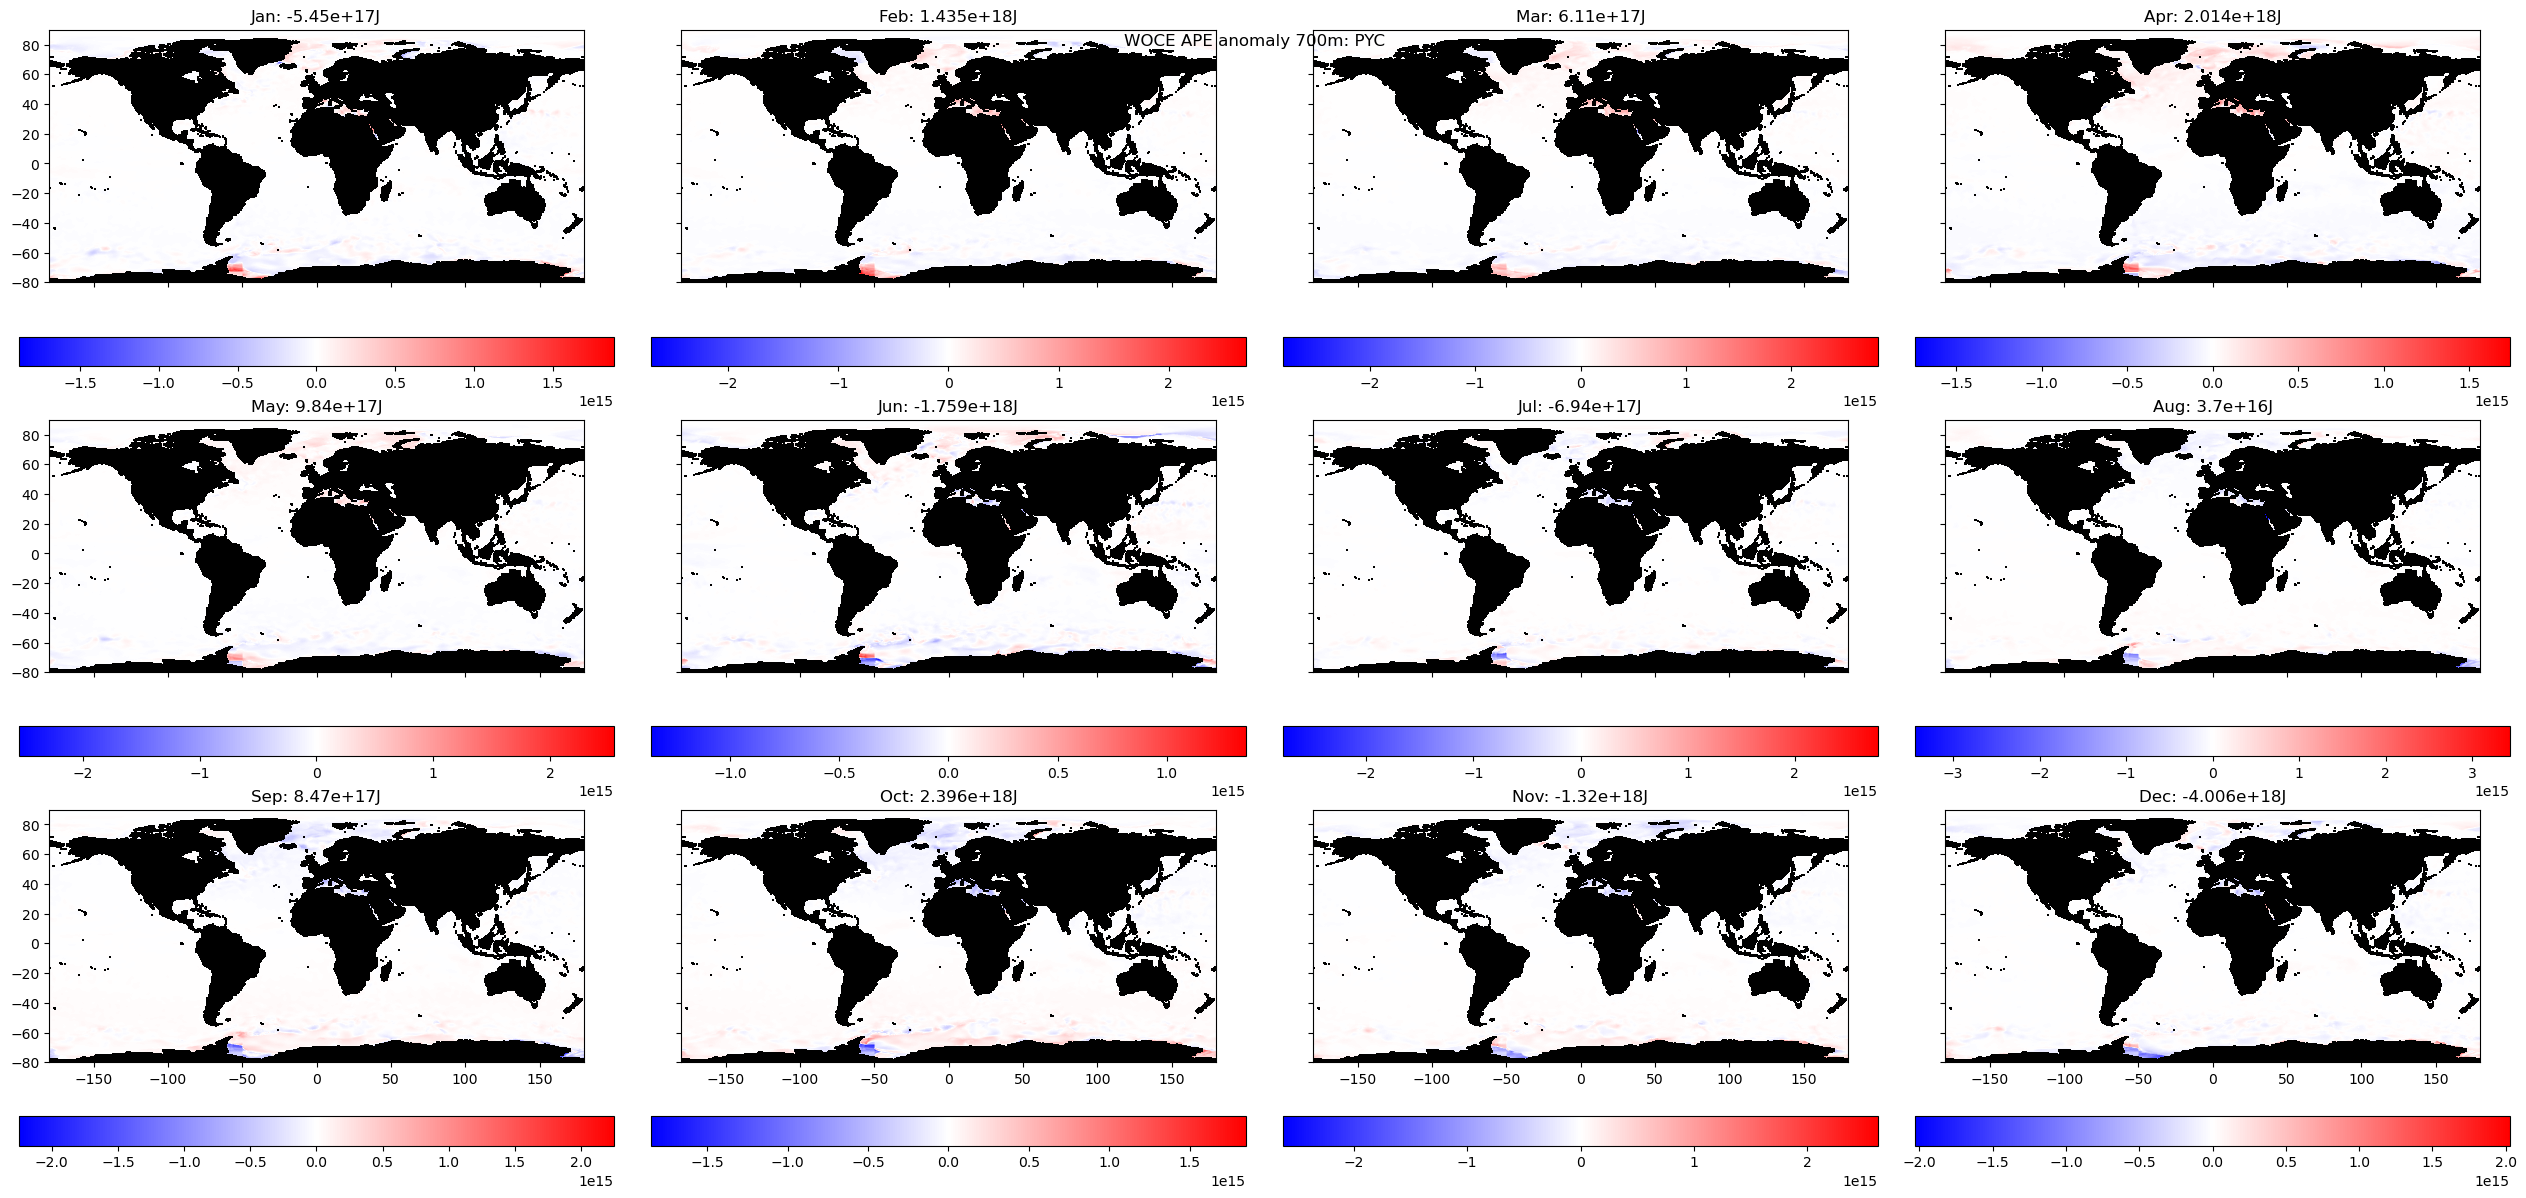 Jan: -5.45e+17J
Feb: 1.435e+18J
Mar: 6.11e+17J
Apr: 2.014e+18J
WOCE APE anomaly 700m: PYC
80
60
40
20
0
−20
−40
−60
−80
−1.5 −1.0 −0.5 0.0 0.5 1.0 1.5
1e15
−2 −1 0 1 2
1e15
−2 −1 0 1 2
1e15
−1.5 −1.0 −0.5 0.0 0.5 1.0 1.5
1e15
May: 9.84e+17J
Jun: -1.759e+18J
Jul: -6.94e+17J
Aug: 3.7e+16J
80
60
40
20
0
−20
−40
−60
−80
−2 −1 0 1 2
1e15
−1.0 −0.5 0.0 0.5 1.0
1e15
−2 −1 0 1 2
1e15
−3 −2 −1 0 1 2 3
1e15
Sep: 8.47e+17J
Oct: 2.396e+18J
Nov: -1.32e+18J
Dec: -4.006e+18J
80
60
40
20
0
−20
−40
−60
−80
−150 −100 −50 0 50 100 150
−150 −100 −50 0 50 100 150
−150 −100 −50 0 50 100 150
−150 −100 −50 0 50 100 150
−2.0 −1.5 −1.0 −0.5 0.0 0.5 1.0 1.5 2.0
1e15
−1.5 −1.0 −0.5 0.0 0.5 1.0 1.5
1e15
−2 −1 0 1 2
1e15
−2.0 −1.5 −1.0 −0.5 0.0 0.5 1.0 1.5 2.0
1e15